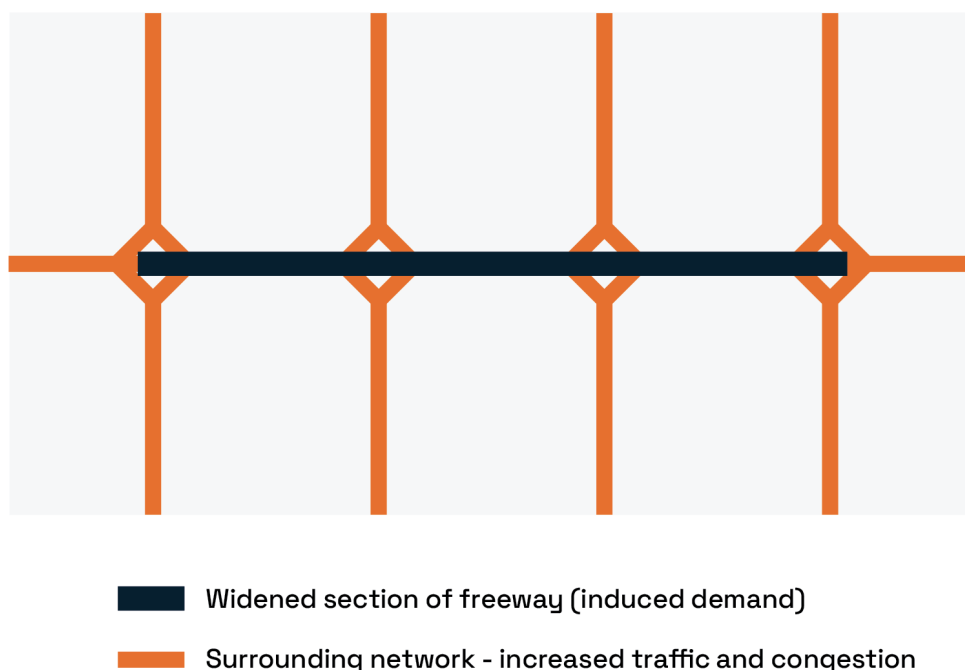 Widened section of freeway (induced demand)
Surrounding network - increased traffic and congestion